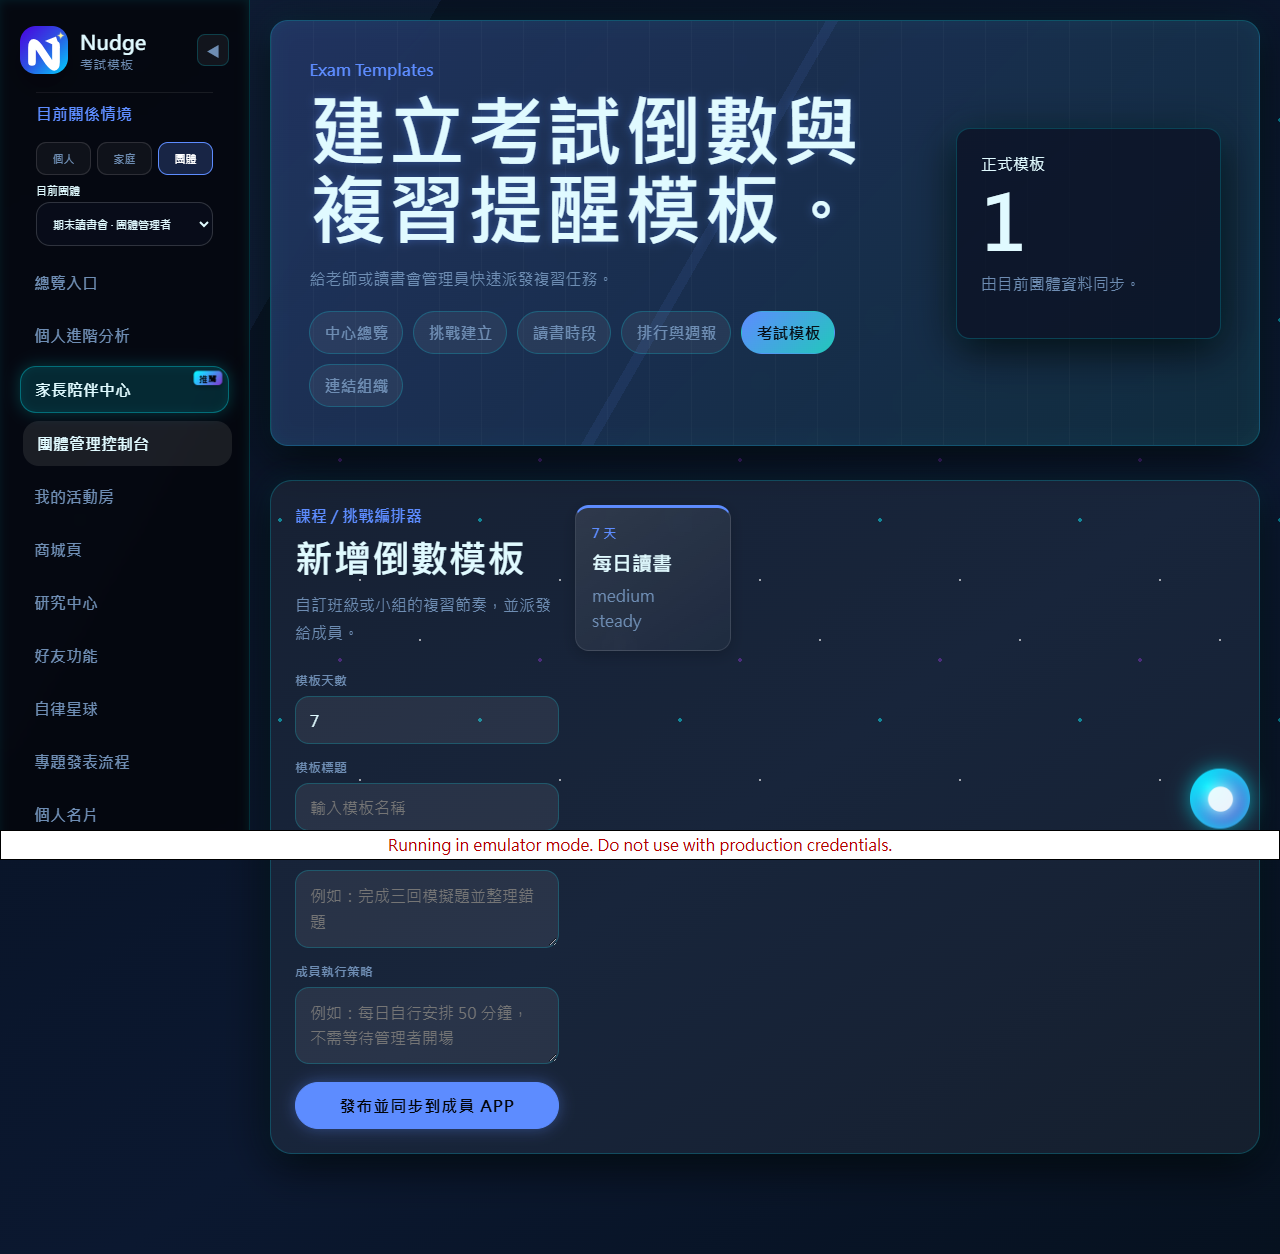 Nudge
考試模板
◀
目前關係情境
個人
家庭
團體
目前團體
期末讀書會 · 團體管理者
總覽入口
個人進階分析
家長陪伴中心
推薦
團體管理控制台
我的活動房
商城頁
研究中心
好友功能
自律星球
專題發表流程
個人名片
Exam Templates
建立考試倒數與
複習提醒模板。
給老師或讀書會管理員快速派發複習任務。
中心總覽
挑戰建立
讀書時段
排行與週報
考試模板
連結組織
正式模板
1
由目前團體資料同步。
課程 / 挑戰編排器
新增倒數模板
自訂班級或小組的複習節奏，並派發
給成員。
7 天
每日讀書
medium
steady
模板天數
7
模板標題
輸入模板名稱
Running in emulator mode. Do not use with production credentials.
例如：完成三回模擬題並整理錯
題
成員執行策略
例如：每日自行安排 50 分鐘，
不需等待管理者開場
發布並同步到成員 APP